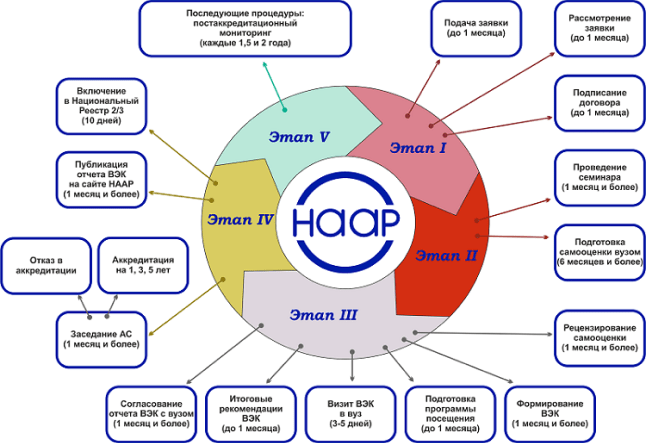 Последующие процедуры:
постаккредитационный
мониторинг
(каждые 1,5 и 2 года)
Подача заявки
(до 1 месяца)
Рассмотрение
заявки
(до 1 месяца)
Подписание
договора
(до 1 месяца)
Проведение
семинара
(1 месяц и более)
Подготовка
самооценки вузом
(6 месяцев и более)
Рецензирование
самооценки
(1 месяц и более)
Формирование
ВЭК
(1 месяц и более)
Подготовка
программы
посещения
(до 1 месяца)
Визит ВЭК
в вуз
(3-5 дней)
Итоговые
рекомендации
ВЭК
(до 1 месяца)
Согласование
отчета ВЭК с вузом
(1 месяц и более)
Заседание АС
(1 месяц и более)
Отказ в
аккредитации
Аккредитация
на 1, 3, 5 лет
Публикация
отчета ВЭК
на сайте НААР
(1 месяц и более)
Включение
в Национальный
Реестр 2/3
(10 дней)
Этап I
Этап II
Этап III
Этап IV
Этап V
Наар